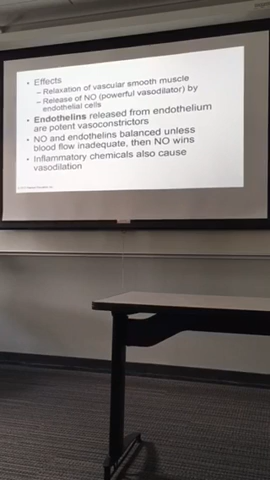 • Effects
– Relaxation of vascular smooth muscle
– Release of NO (powerful vasodilator) by
endothelial cells
• Endothelins released from endothelium
are potent vasoconstrictors
• NO and endothelins balanced unless
blood flow inadequate, then NO wins
• Inflammatory chemicals also cause
vasodilation